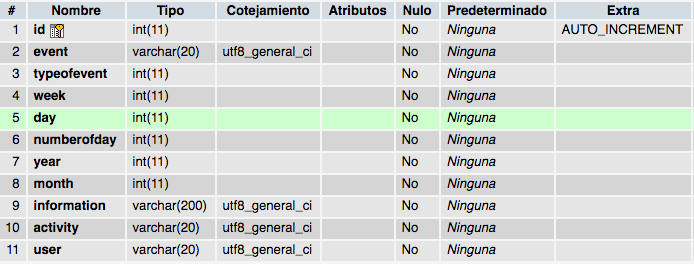 # Nombre Tipo Cotejamiento Atributos Nulo Predeterminado Extra
1 id int(11) No Ninguna AUTO_INCREMENT
2 event varchar(20) utf8_general_ci No Ninguna
3 typeofevent int(11) No Ninguna
4 week int(11) No Ninguna
5 day int(11) No Ninguna
6 numberofday int(11) No Ninguna
7 year int(11) No Ninguna
8 month int(11) No Ninguna
9 information varchar(200) utf8_general_ci No Ninguna
10 activity varchar(20) utf8_general_ci No Ninguna
11 user varchar(20) utf8_general_ci No Ninguna